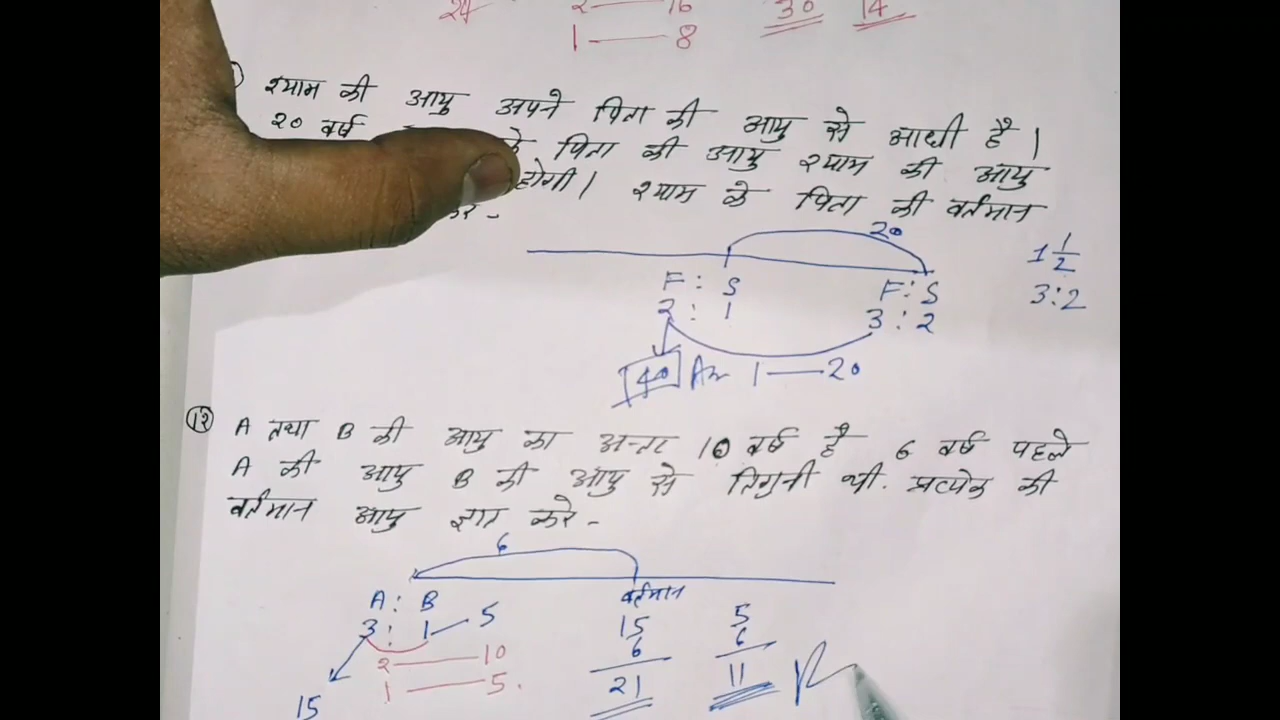 24 2 — 16 30 14
1 — 8
श्याम की आयु अपने पिता की आयु से आधी है।
२० वर्ष के पिता की आयु श्याम की आयु
होगी। श्याम के पिता की वर्तमान
करे-
20
1 1/2
F : S F : S
3:2
2 : 1 3 : 2
40 Ans 1 — 20
१२ A तथा B की आयु का अन्तर 10 वर्ष है 6 वर्ष पहले
A की आयु B की आयु से तिगुनी थी. प्रत्येक की
वर्तमान आयु ज्ञात करे-
6
A : B वर्तमान
3 : 1 — 5 15 5
6 6
2 — 10
21 11
1 — 5.
15